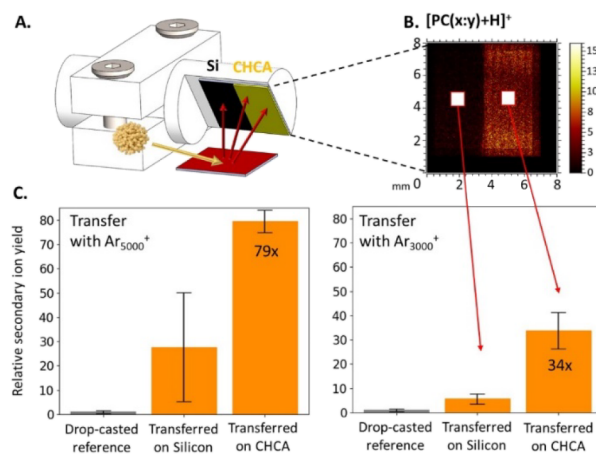 A.
Si
CHCA
B.
[PC(x:y)+H]⁺
8
6
4
2
0
mm
0 2 4 6 8
15
13
10
8
5
3
0
C.
Transfer
with Ar₅₀₀₀⁺
Relative secondary ion yield
80
70
60
50
40
30
20
10
0
79x
Drop-casted
reference
Transferred
on Silicon
Transferred
on CHCA
Transfer
with Ar₃₀₀₀⁺
80
70
60
50
40
30
20
10
0
34x
Drop-casted
reference
Transferred
on Silicon
Transferred
on CHCA